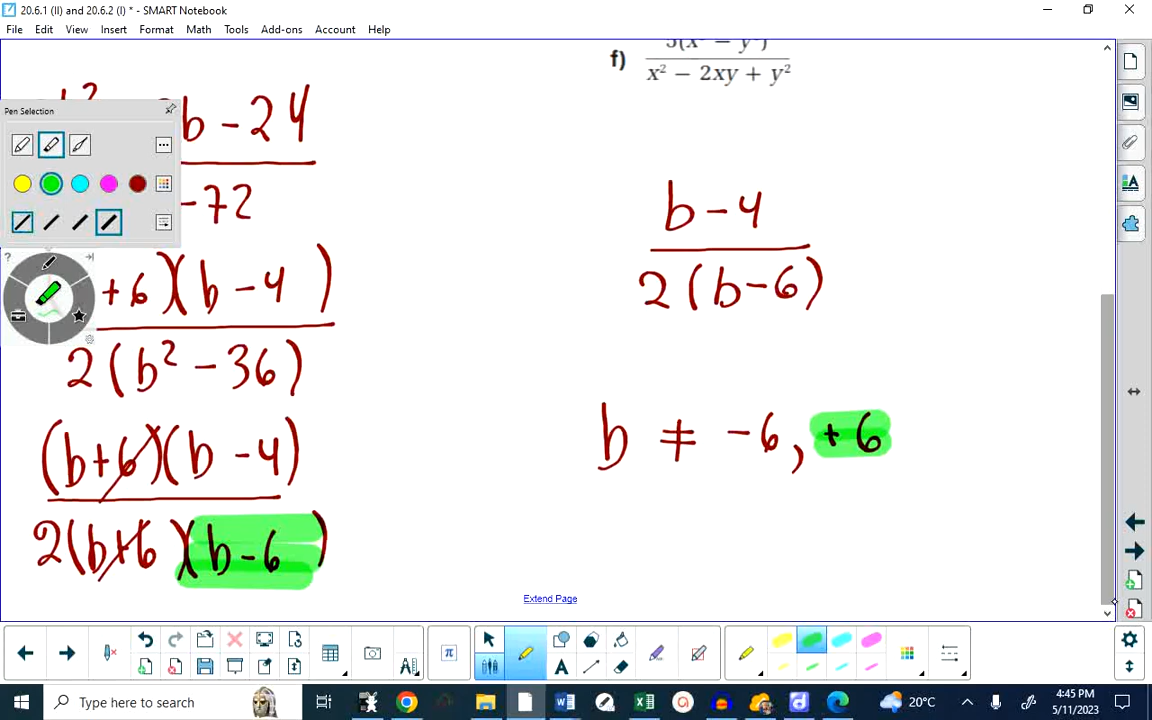 20.6.1 (II) and 20.6.2 (I) * - SMART Notebook
File Edit View Insert Format Math Tools Add-ons Account Help
Pen Selection
b - 24
-72
+6)(b - 4)
2(b² - 36)
(b+6)(b - 4)
2(b+6)(b - 6)
f)
x² − 2xy + y²
b - 4
2(b-6)
b ≠ -6, +6
Extend Page
Type here to search
20°C
4:45 PM
5/11/2023